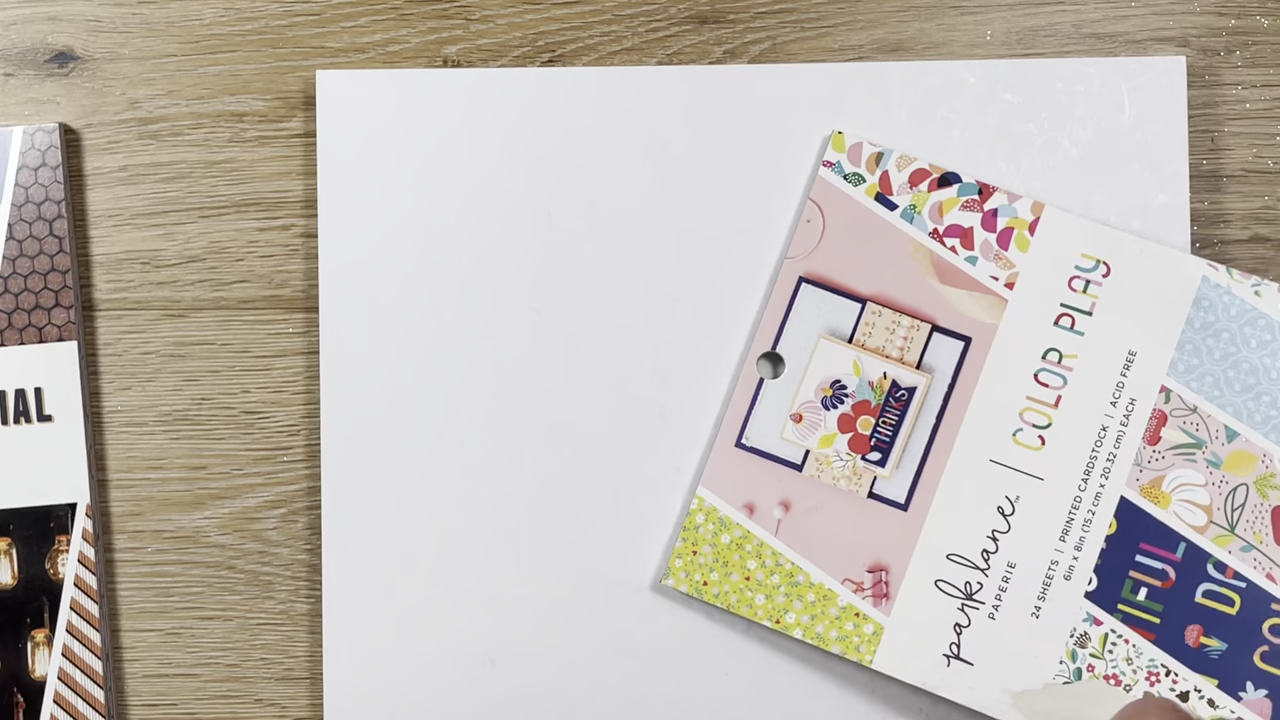 IAL
THANKS
park lane™ | COLOR PLAY
PAPERIE
24 SHEETS | PRINTED CARDSTOCK | ACID FREE
6in x 8in (15.2 cm x 20.32 cm) EACH